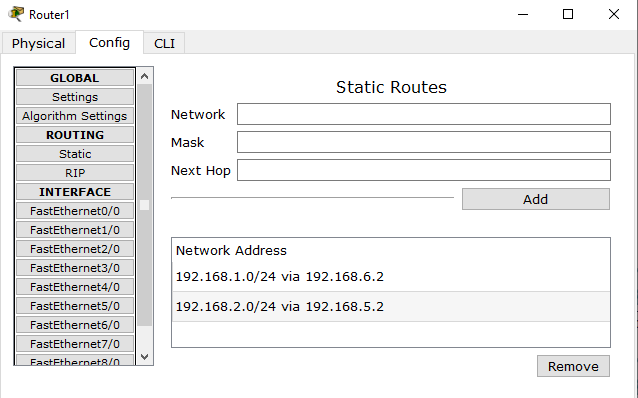 Router1
Physical
Config
CLI
GLOBAL
Settings
Algorithm Settings
ROUTING
Static
RIP
INTERFACE
FastEthernet0/0
FastEthernet1/0
FastEthernet2/0
FastEthernet3/0
FastEthernet4/0
FastEthernet5/0
FastEthernet6/0
FastEthernet7/0
FastEthernet8/0
Static Routes
Network
Mask
Next Hop
Add
Network Address
192.168.1.0/24 via 192.168.6.2
192.168.2.0/24 via 192.168.5.2
Remove